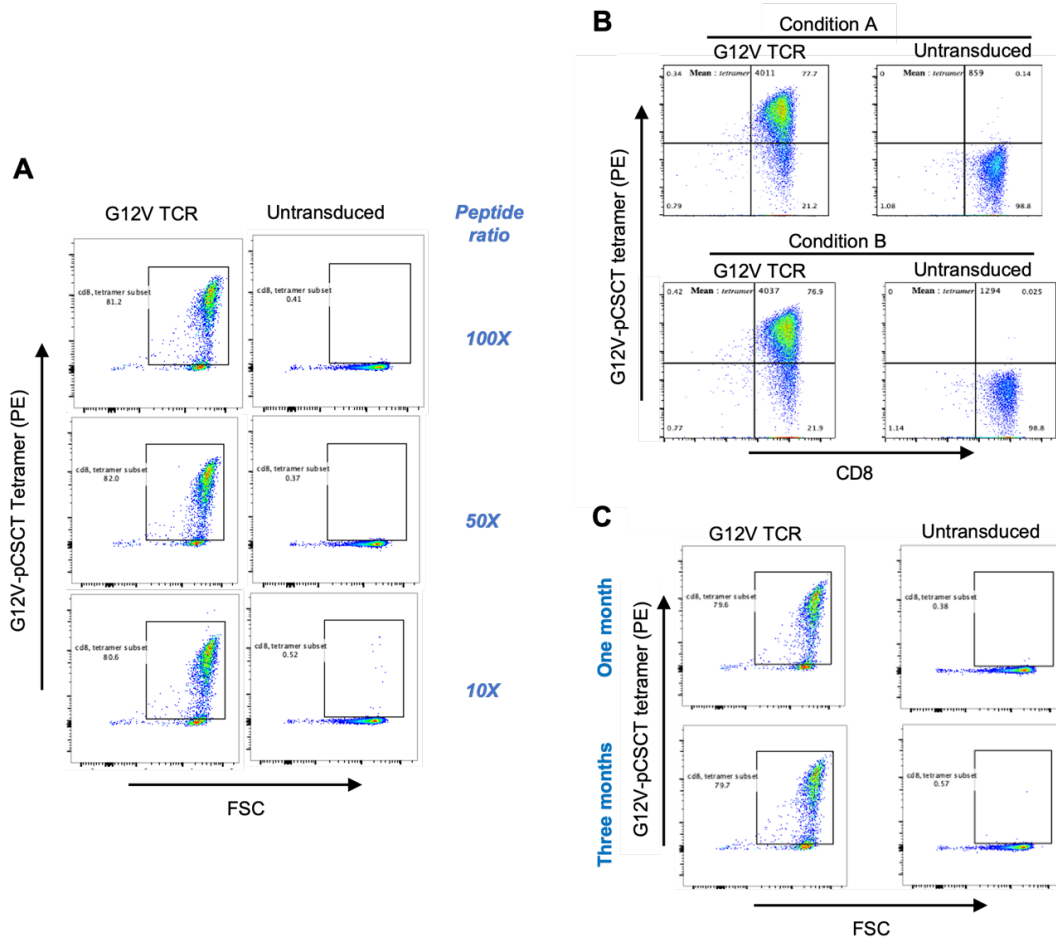 A
G12V TCR
Untransduced
Peptide
ratio
G12V-pCSCT Tetramer (PE)
cd8, tetramer subset
81.2
cd8, tetramer subset
0.41
100X
cd8, tetramer subset
82.0
cd8, tetramer subset
0.37
50X
cd8, tetramer subset
80.6
cd8, tetramer subset
0.52
10X
FSC
B
Condition A
G12V TCR
Untransduced
G12V-pCSCT tetramer (PE)
0.34 Mean : tetramer 4011 77.7
0.79 21.2
0 Mean : tetramer 859 0.14
1.08 98.8
Condition B
G12V TCR
Untransduced
0.42 Mean : tetramer 4037 76.9
0.77 21.9
0 Mean : tetramer 1294 0.025
1.14 98.8
CD8
C
G12V TCR
Untransduced
One month
G12V-pCSCT tetramer (PE)
cd8, tetramer subset
79.6
cd8, tetramer subset
0.38
Three months
cd8, tetramer subset
79.7
cd8, tetramer subset
0.57
FSC